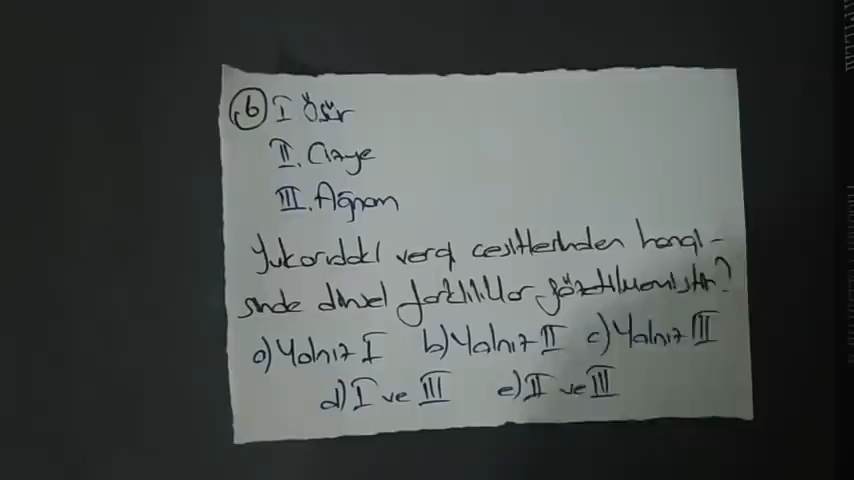 6 I Öşür
II. Cizye
III. Ağnam
Yukarıdaki vergi çeşitlerinden hangi-
sinde dinsel farklılıklar gözetilmemiştir?
a) Yalnız I b) Yalnız II c) Yalnız III
d) I ve III e) II ve III